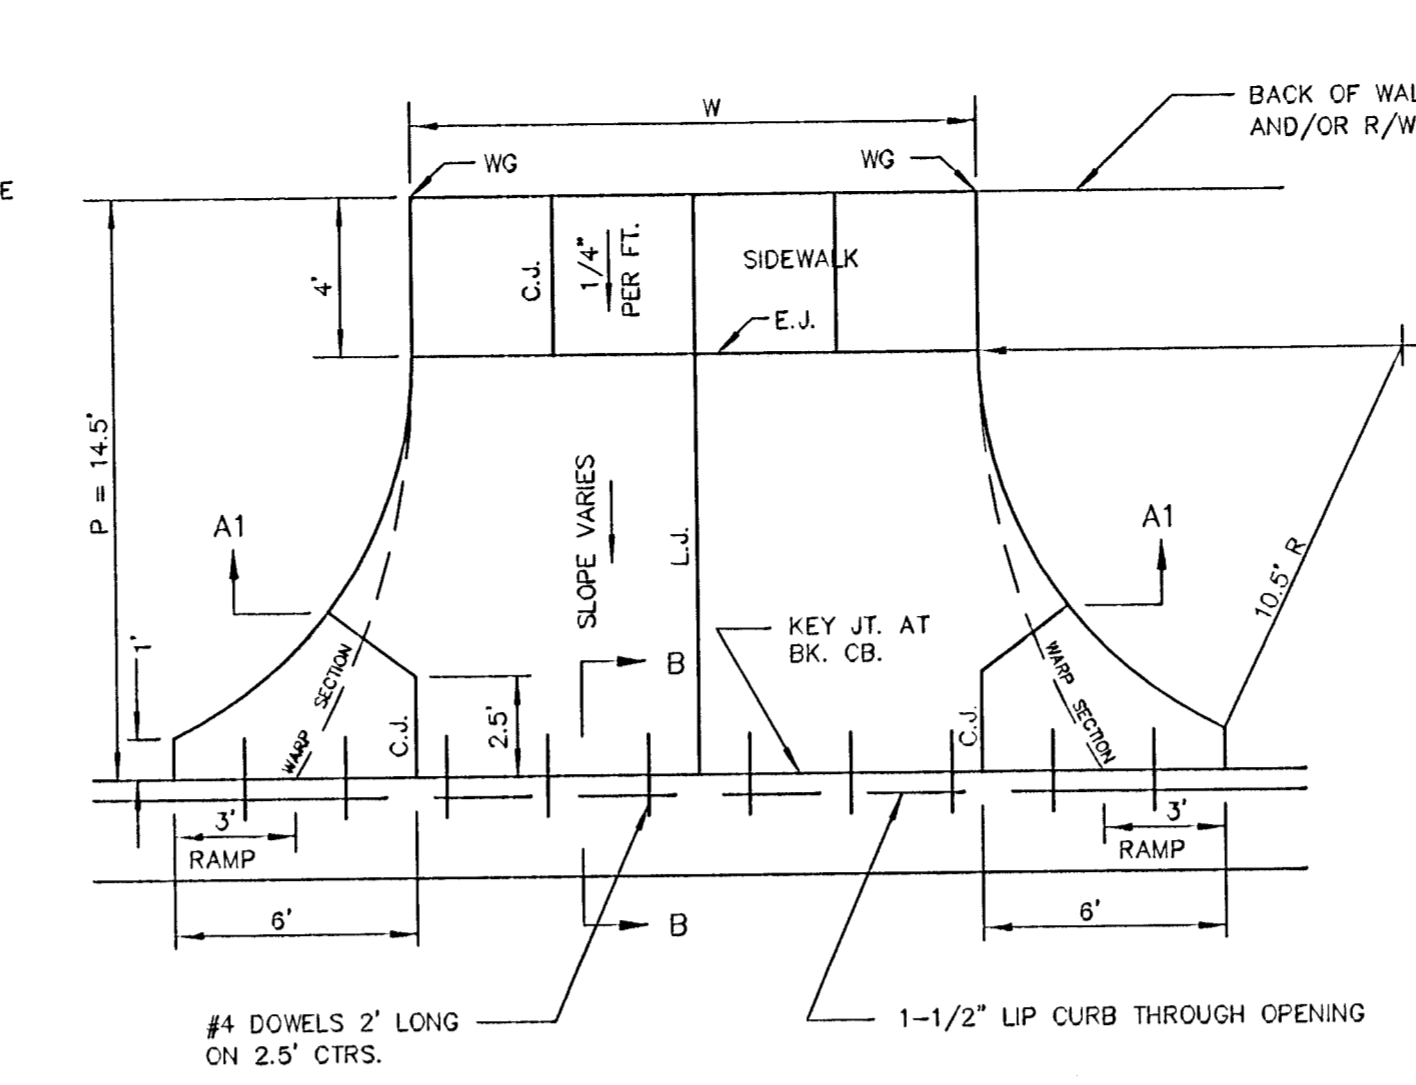 W
BACK OF WAL
AND/OR R/W
WG
WG
E
4'
C.J.
1/4"
PER FT.
SIDEWALK
E.J.
P = 14.5'
A1
SLOPE VARIES
L.J.
A1
10.5' R
1'
WARP SECTION
KEY JT. AT
BK. CB.
B
WARP SECTION
C.J.
2.5'
C.J.
3'
RAMP
3'
RAMP
6'
B
6'
#4 DOWELS 2' LONG
ON 2.5' CTRS.
1-1/2" LIP CURB THROUGH OPENING